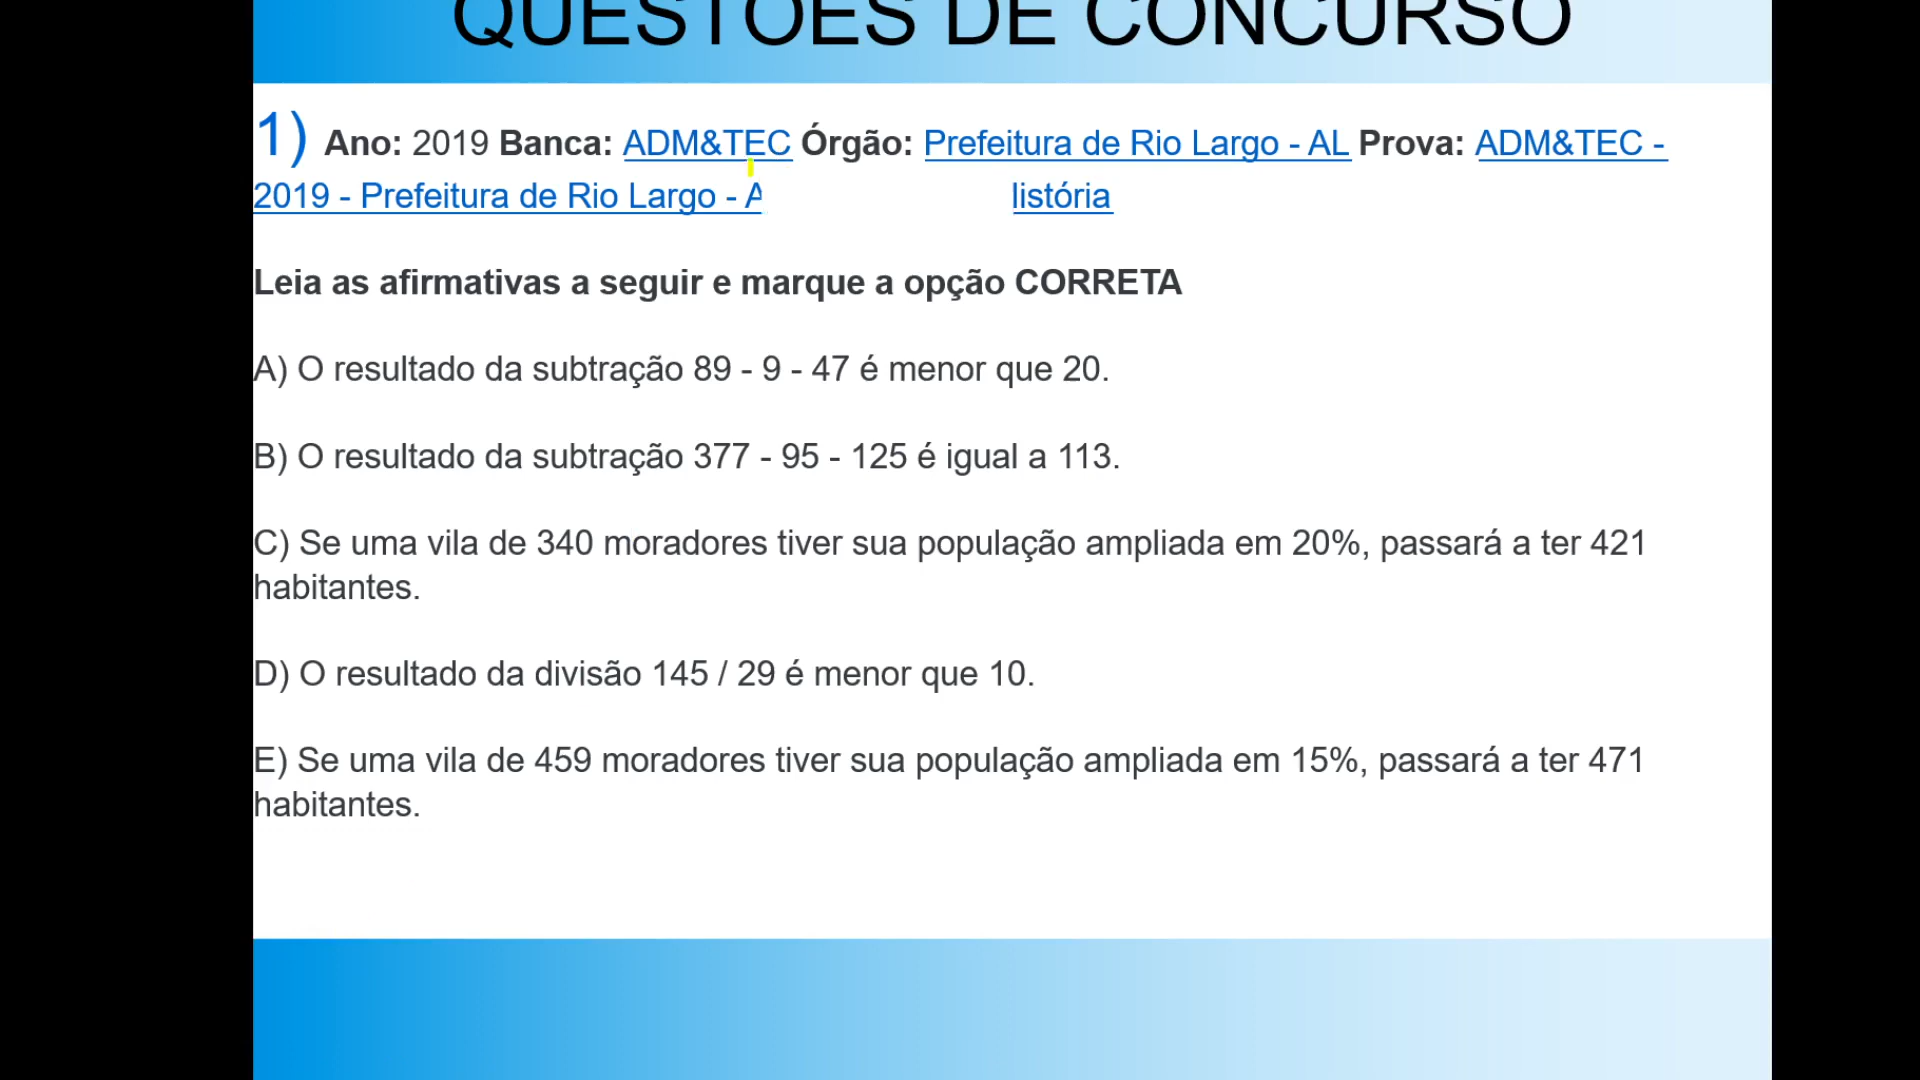 QUESTÕES DE CONCURSO
1) Ano: 2019 Banca: ADM&TEC Órgão: Prefeitura de Rio Largo - AL Prova: ADM&TEC -
2019 - Prefeitura de Rio Largo - A listória
Leia as afirmativas a seguir e marque a opção CORRETA
A) O resultado da subtração 89 - 9 - 47 é menor que 20.
B) O resultado da subtração 377 - 95 - 125 é igual a 113.
C) Se uma vila de 340 moradores tiver sua população ampliada em 20%, passará a ter 421
habitantes.
D) O resultado da divisão 145 / 29 é menor que 10.
E) Se uma vila de 459 moradores tiver sua população ampliada em 15%, passará a ter 471
habitantes.